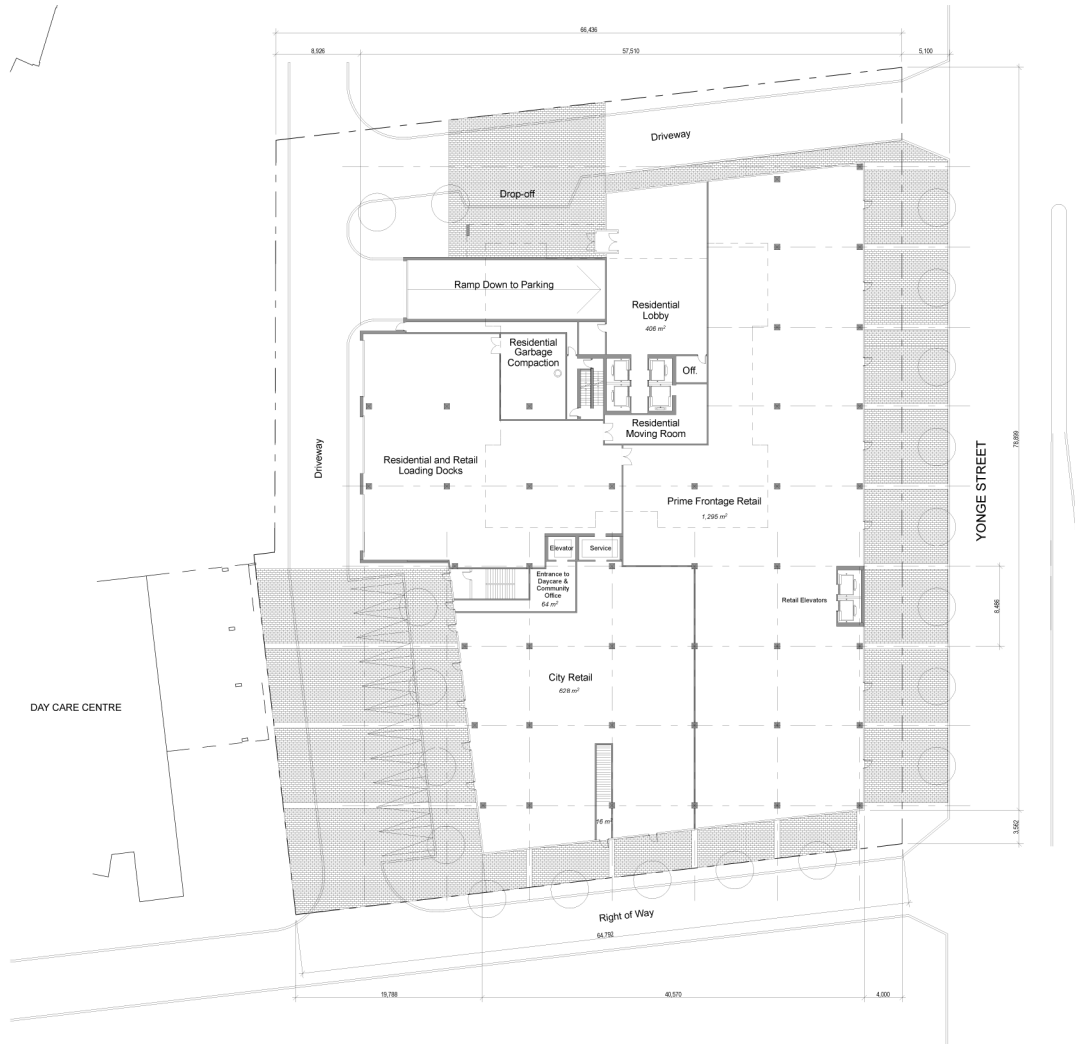 66,436
8,926
57,510
5,100
Driveway
Drop-off
Ramp Down to Parking
Residential
Lobby
406 m²
Residential
Garbage
Compaction
Off.
Residential
Moving Room
Driveway
Residential and Retail
Loading Docks
Prime Frontage Retail
1,295 m²
78,899
YONGE STREET
Elevator
Service
Entrance to
Daycare &
Community
Office
64 m²
Retail Elevators
8,486
City Retail
628 m²
DAY CARE CENTRE
16 m²
3,562
Right of Way
64,792
19,788
40,570
4,000